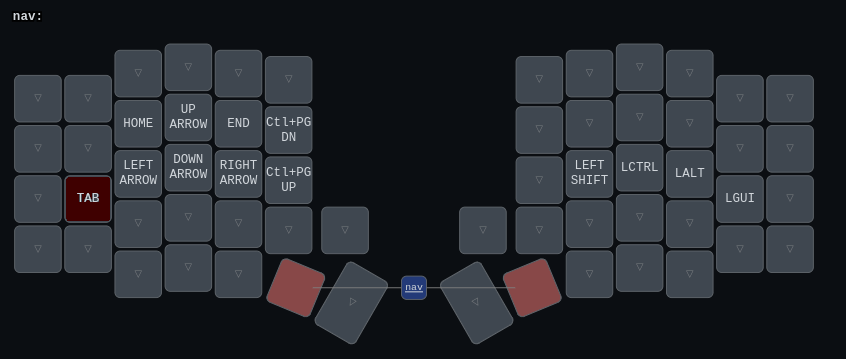 nav:
HOME
UP
ARROW
END
Ctl+PG
DN
LEFT
ARROW
DOWN
ARROW
RIGHT
ARROW
Ctl+PG
UP
LEFT
SHIFT
LCTRL
LALT
TAB
LGUI
nav